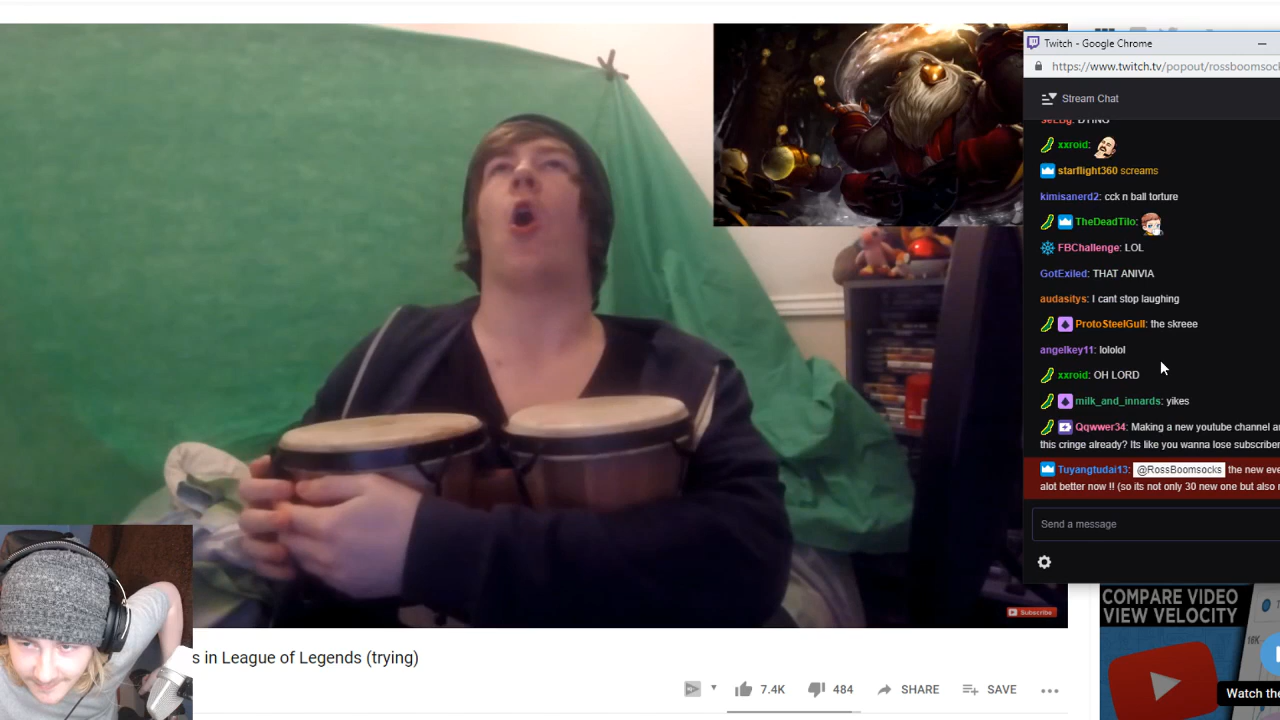 Twitch - Google Chrome
https://www.twitch.tv/popout/rossboomsoc
Stream Chat
xxroid:
starflight360 screams
kimisanerd2: cck n ball torture
TheDeadTilo:
FBChallenge: LOL
GotExiled: THAT ANIVIA
audasitys: I cant stop laughing
Proto$teelGull: the skreee
angelkey11: lololol
xxroid: OH LORD
milk_and_innards: yikes
Qqwwer34: Making a new youtube channel
this cringe already? Its like you wanna lose subscriber
Tuyangtudai13: @RossBoomsocks the new eve
alot better now !! (so its not only 30 new one but also
Send a message
Subscribe
COMPARE VIDEO
VIEW VELOCITY
s in League of Legends (trying)
7.4K 484 SHARE SAVE
Watch the